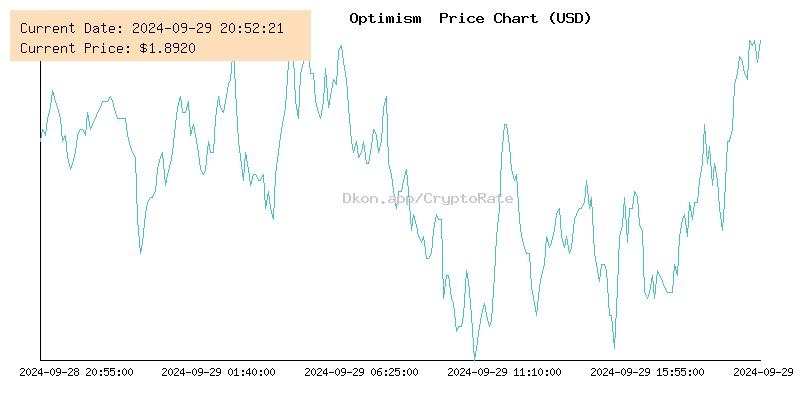 Optimism  Price Chart (USD)
Current Date: 2024-09-29 20:52:21
Current Price: $1.8920
Dkon.app/CryptoRate
2024-09-28 20:55:00 2024-09-29 01:40:00 2024-09-29 06:25:00 2024-09-29 11:10:00 2024-09-29 15:55:00 2024-09-29